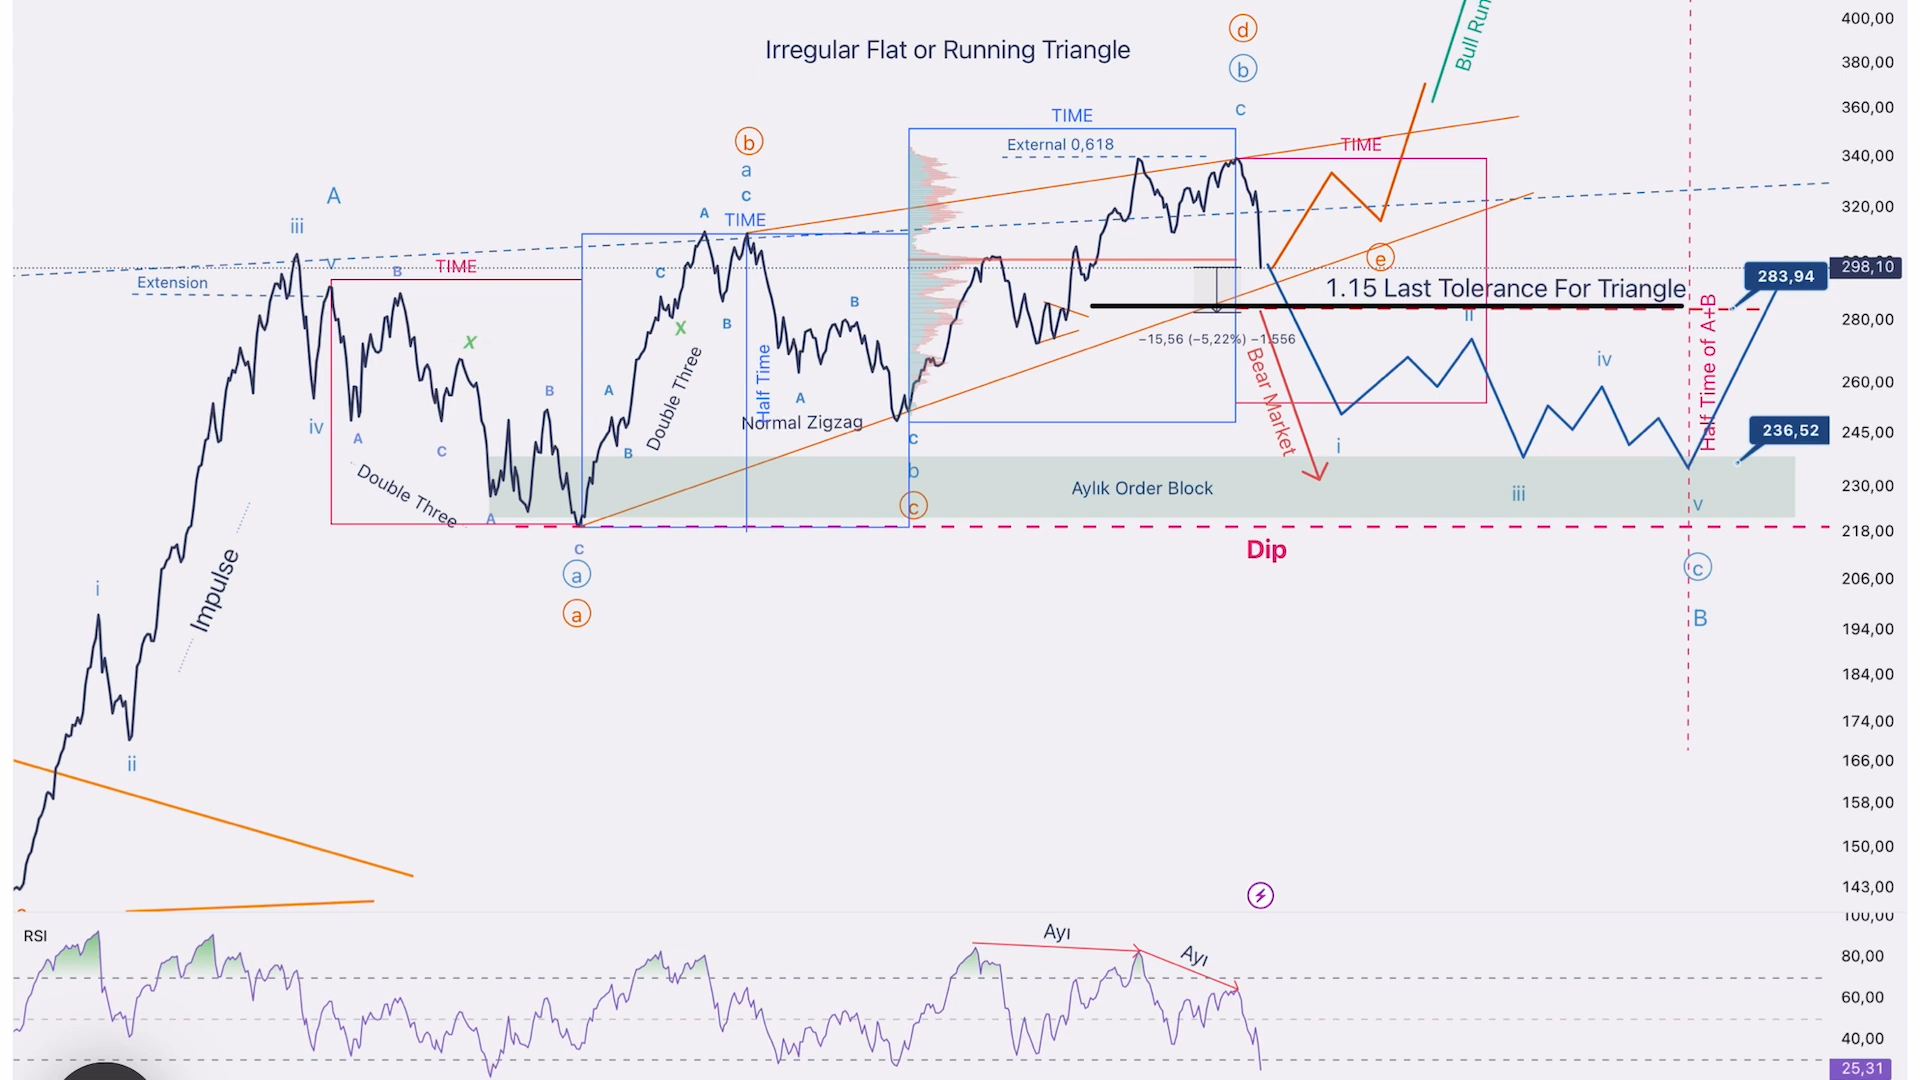 Irregular Flat or Running Triangle
d
b
c
TIME
External 0,618
TIME
Bull Run
b
a
c
A
TIME
A
iii
v
B
TIME
C
Extension
X
X
B
B
A
iv
A
C
B
A
B
A
Double Three
Double Three
Half Time
Normal Zigzag
Impulse
i
ii
A
c
a
a
c
b
c
e
1.15 Last Tolerance For Triangle
−15,56 (−5,22%) −1.556
Bear Market
ii
i
iii
iv
v
Half Time of A+B
Aylık Order Block
Dip
c
B
400,00
380,00
360,00
340,00
320,00
298,10
283,94
280,00
260,00
245,00
236,52
230,00
218,00
206,00
194,00
184,00
174,00
166,00
158,00
150,00
143,00
100,00
RSI
Ayı
Ayı
80,00
60,00
40,00
25,31